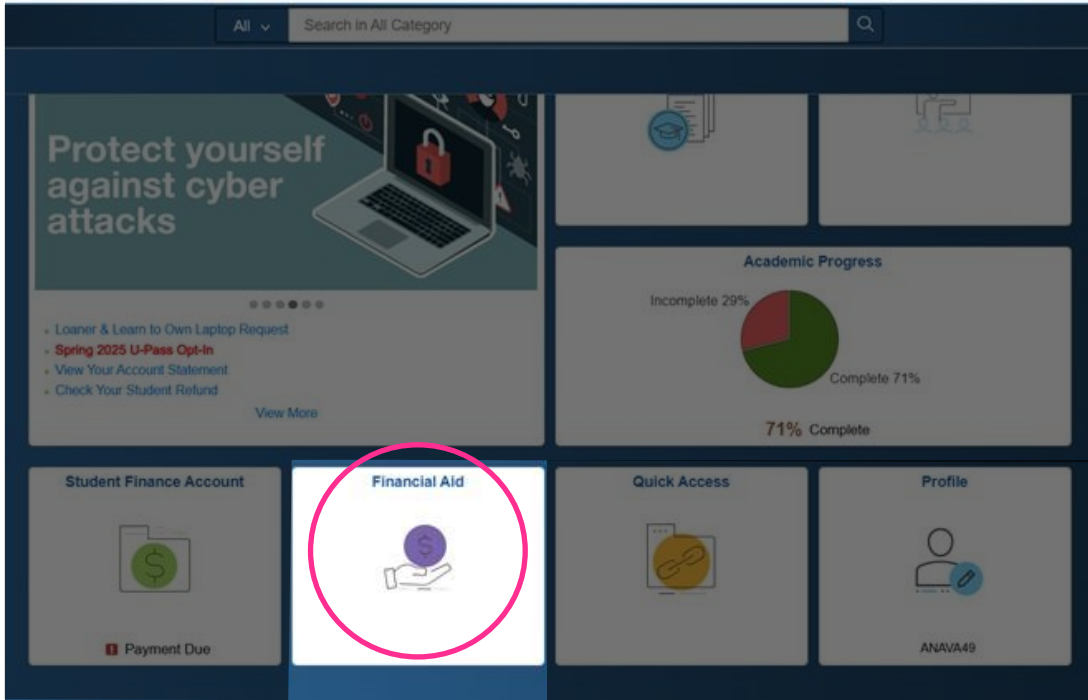 All
Search in All Category
Protect yourself
against cyber
attacks
Loaner & Learn to Own Laptop Request
Spring 2025 U-Pass Opt-In
View Your Account Statement
Check Your Student Refund
View More
Academic Progress
Incomplete 29%
Complete 71%
71% Complete
Student Finance Account
$
Payment Due
Financial Aid
$
Quick Access
Profile
ANAVA49